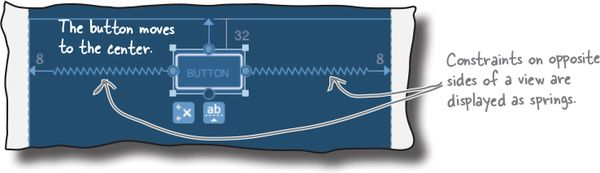 The button moves
to the center.
32
8
8
BUTTON
ab
Constraints on opposite
sides of a view are
displayed as springs.